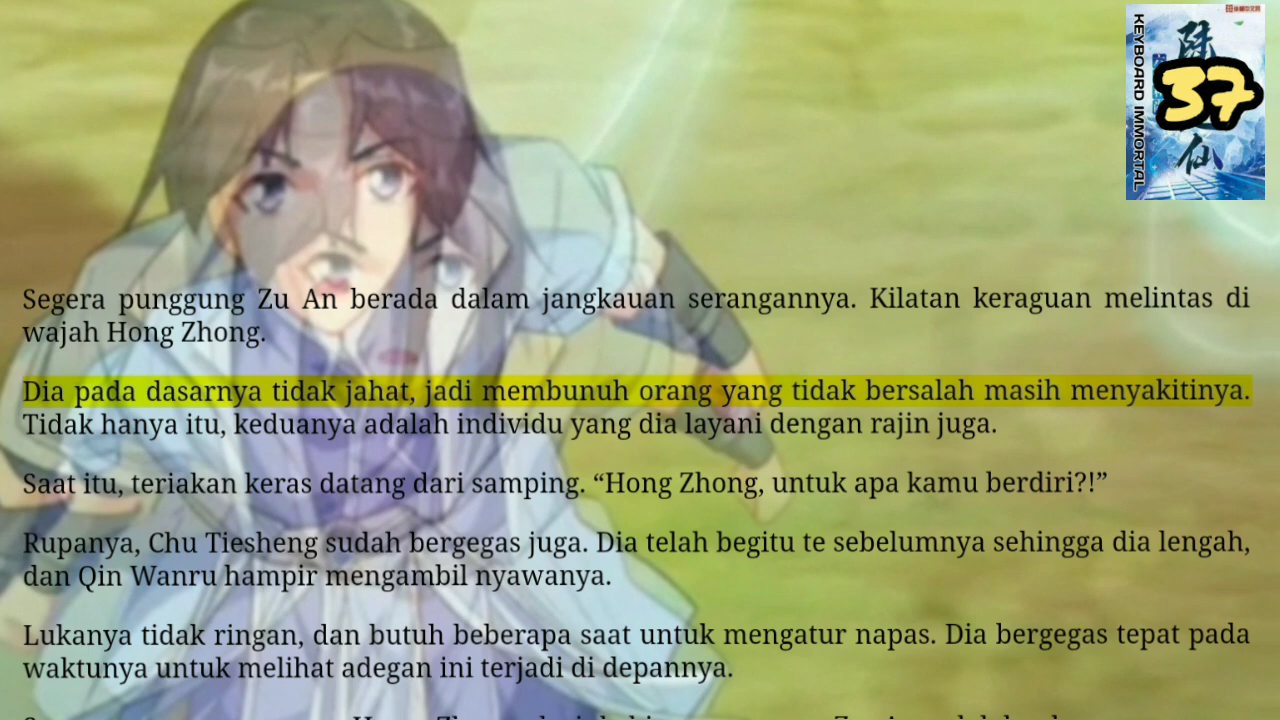 KEYBOARD IMMORTAL
37
仙
Segera punggung Zu An berada dalam jangkauan serangannya. Kilatan keraguan melintas di
wajah Hong Zhong.
Dia pada dasarnya tidak jahat, jadi membunuh orang yang tidak bersalah masih menyakitinya.
Tidak hanya itu, keduanya adalah individu yang dia layani dengan rajin juga.
Saat itu, teriakan keras datang dari samping. “Hong Zhong, untuk apa kamu berdiri?!”
Rupanya, Chu Tiesheng sudah bergegas juga. Dia telah begitu te sebelumnya sehingga dia lengah,
dan Qin Wanru hampir mengambil nyawanya.
Lukanya tidak ringan, dan butuh beberapa saat untuk mengatur napas. Dia bergegas tepat pada
waktunya untuk melihat adegan ini terjadi di depannya.